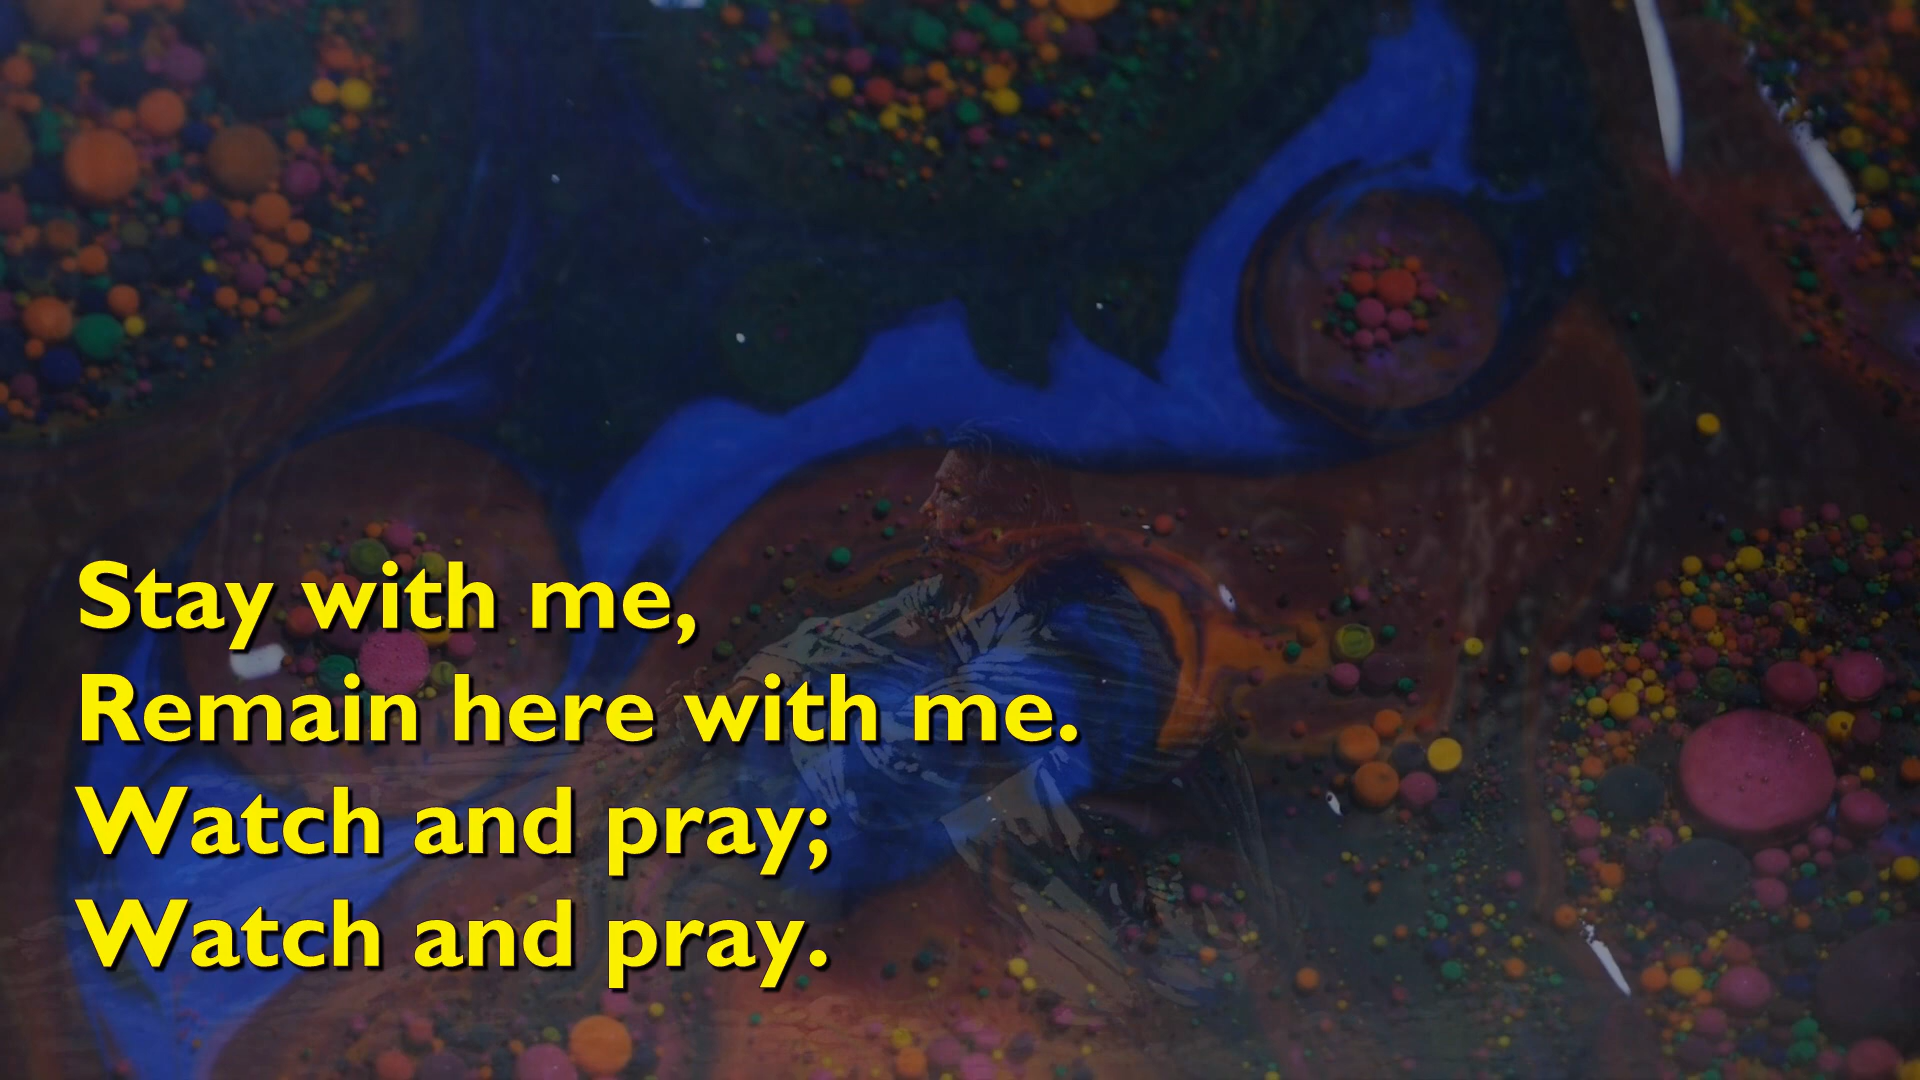 Stay with me,
Remain here with me.
Watch and pray;
Watch and pray.